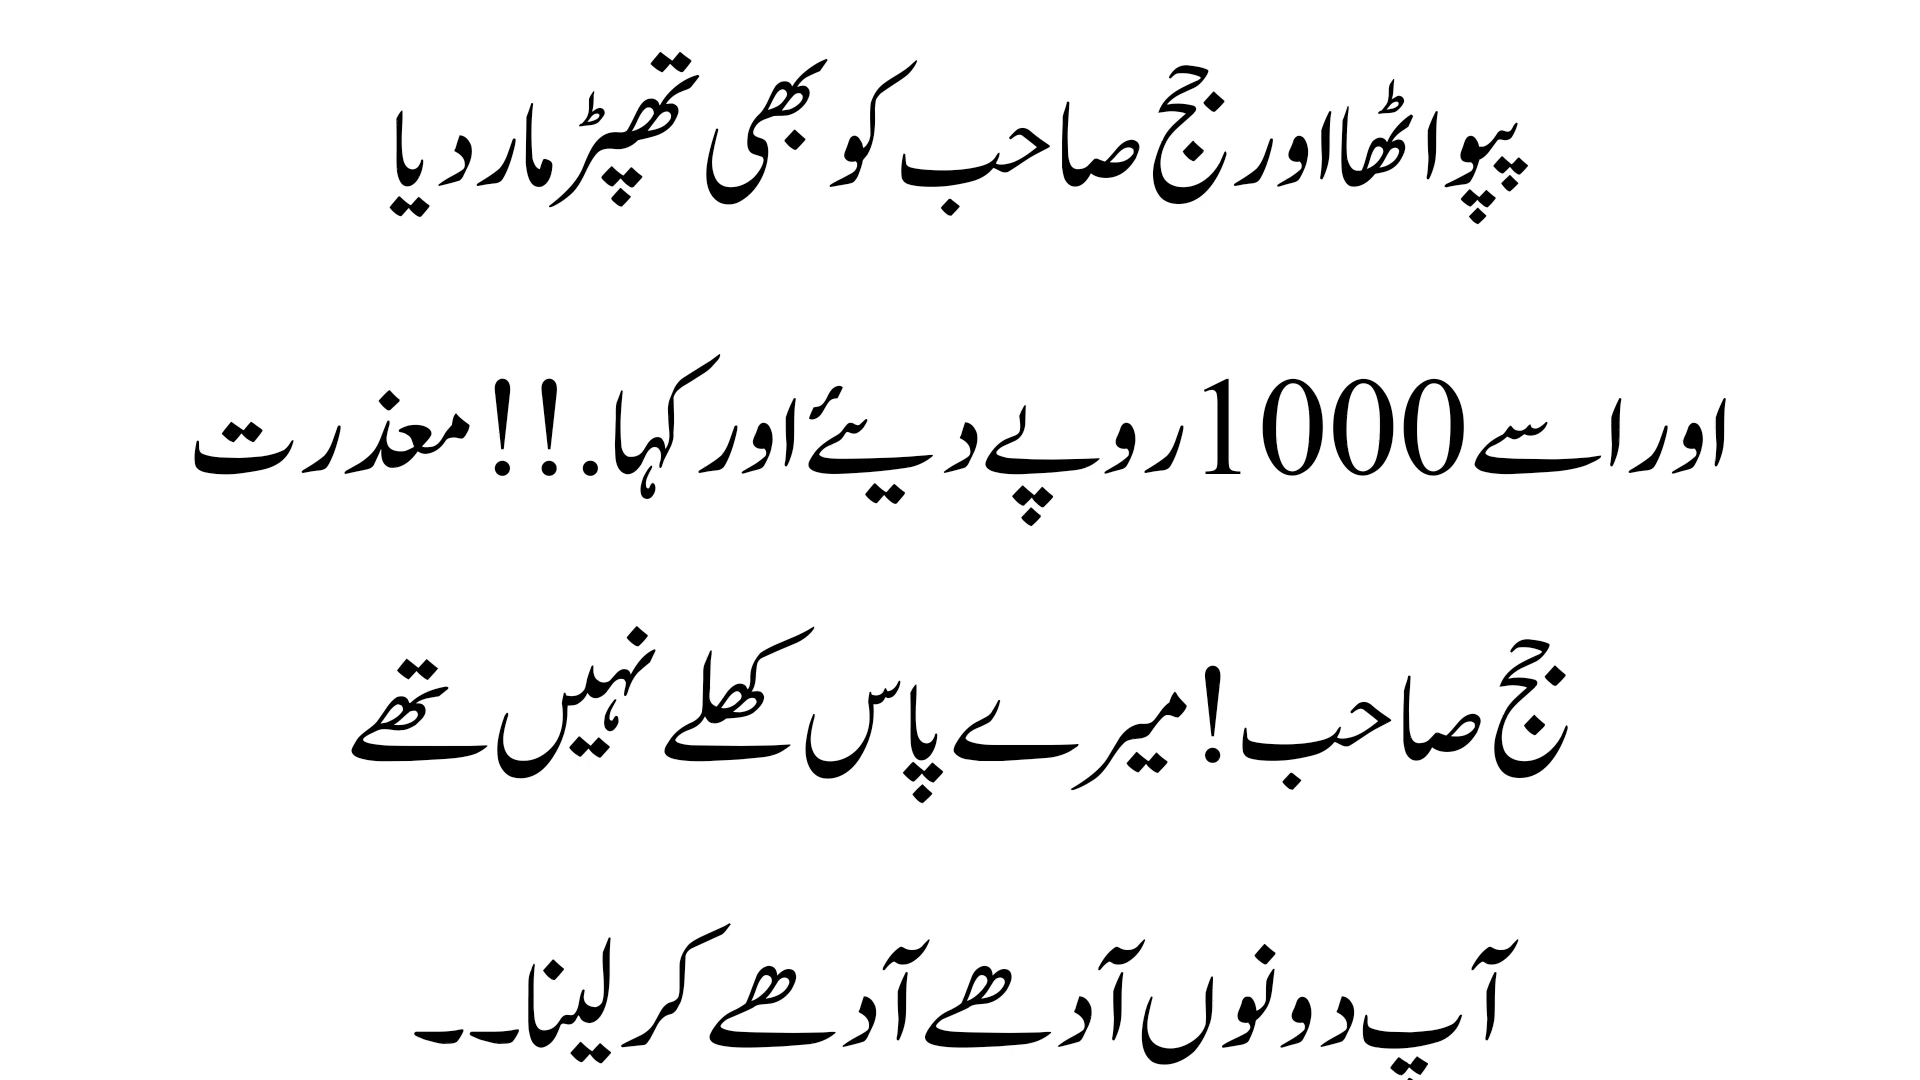 پپو اٹھا اور جج صاحب کو بھی تھپڑ مار دیا
اور اسے 1000 روپے دیئے اور کہا.!! معذرت
جج صاحب! میرے پاس کھلے نہیں تھے
آپ دونوں آدھے آدھے کر لینا۔۔